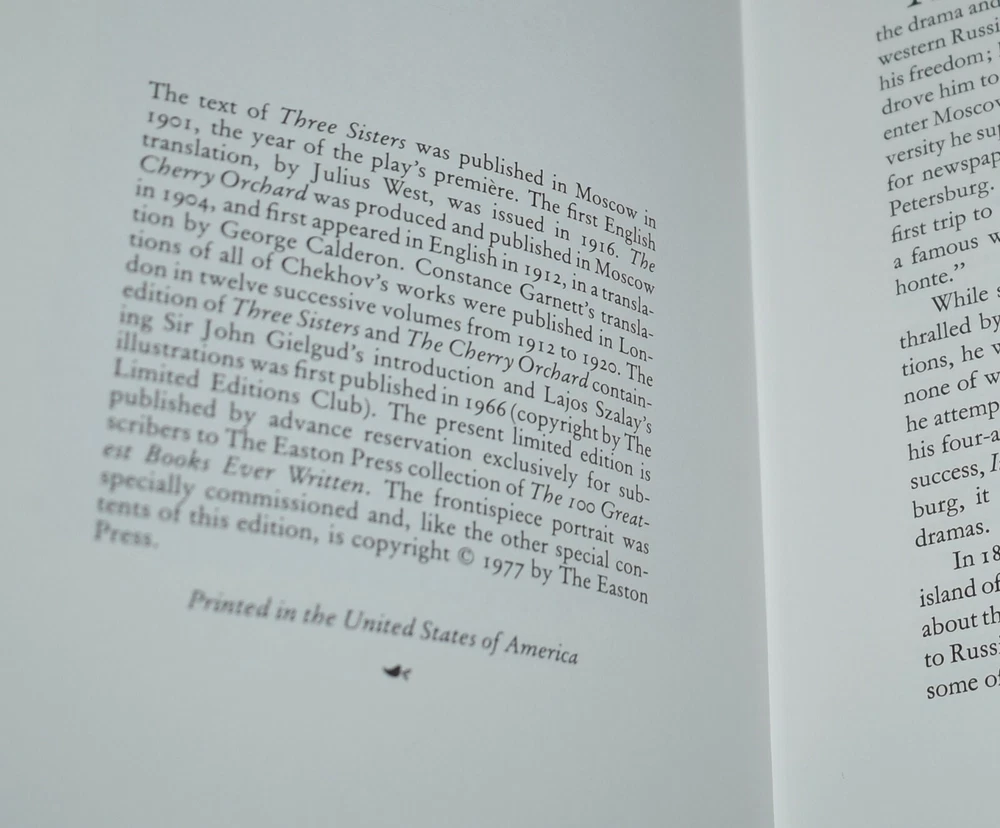 The text of Three Sisters was published in Moscow in
1901, the year of the play's première. The first English
translation, by Julius West, was issued in 1916. The
Cherry Orchard was produced and published in Moscow
in 1904, and first appeared in English in 1912, in a transla-
tion by George Calderon. Constance Garnett's transla-
tions of all of Chekhov's works were published in Lon-
don in twelve successive volumes from 1912 to 1920. The
edition of Three Sisters and The Cherry Orchard contain-
ing Sir John Gielgud's introduction and Lajos Szalay's
illustrations was first published in 1966 (copyright by The
Limited Editions Club). The present limited edition is
published by advance reservation exclusively for sub-
scribers to The Easton Press collection of The 100 Great-
est Books Ever Written. The frontispiece portrait was
specially commissioned and, like the other special con-
tents of this edition, is copyright © 1977 by The Easton
Press.
Printed in the United States of America
the drama and
western Russi
his freedom;
drove him to
enter Moscow
versity he su
for newspap
Petersburg.
first trip to
a famous w
honte."
While s
thralled by
tions, he w
none of w
he attemp
his four-a
success, I
burg, it
dramas.
In 18
island of
about th
to Russi
some of